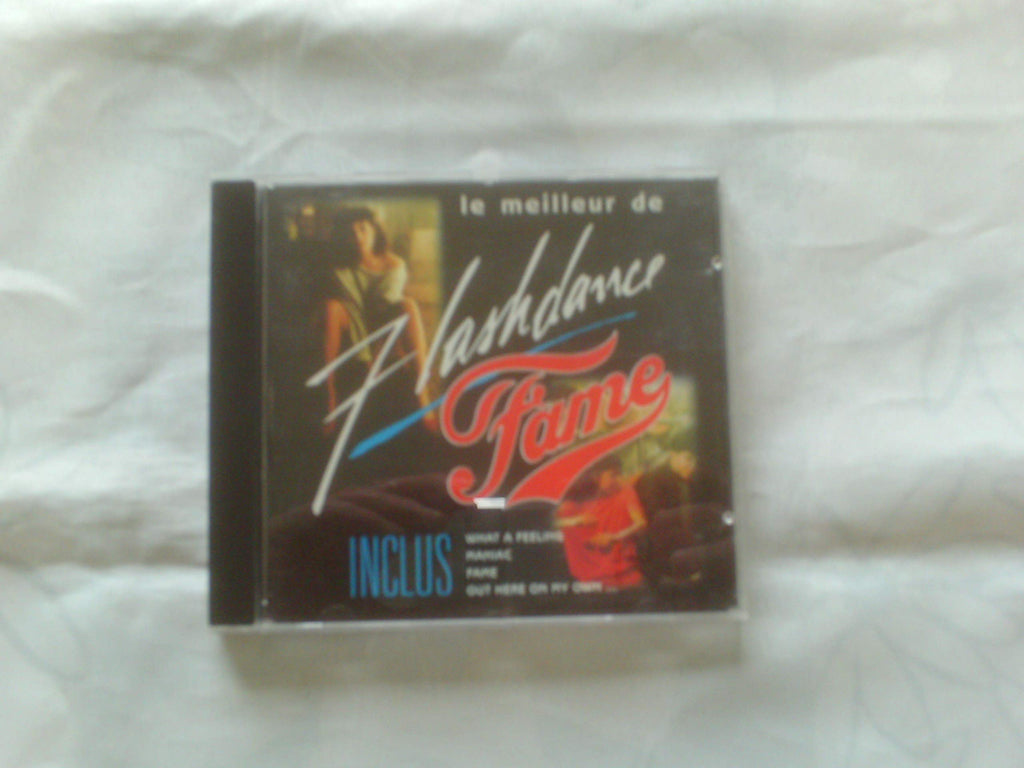 le meilleur de
Flashdance
Fame
INCLUS
WHAT A FEELING
MANIAC
FAME
OUT HERE ON MY OWN ...